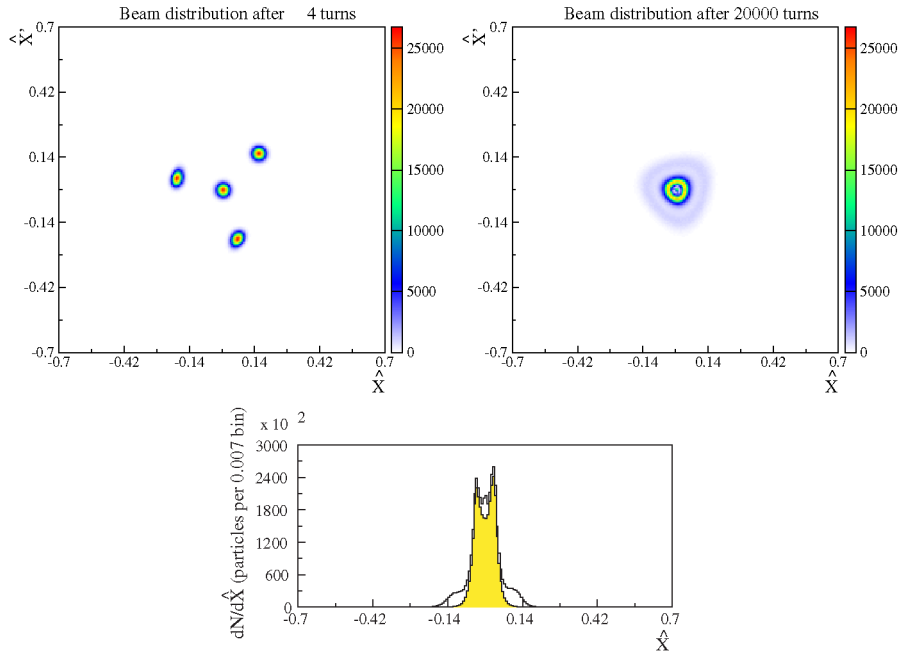 Beam distribution after 4 turns
X̂'
0.7
0.42
0.14
-0.14
-0.42
-0.7
-0.7 -0.42 -0.14 0.14 0.42 0.7
X̂
25000
20000
15000
10000
5000
0
Beam distribution after 20000 turns
X̂'
0.7
0.42
0.14
-0.14
-0.42
-0.7
-0.7 -0.42 -0.14 0.14 0.42 0.7
X̂
25000
20000
15000
10000
5000
0
x 10 2
dN/dX̂ (particles per 0.007 bin)
3000
2400
1800
1200
600
0
-0.7 -0.42 -0.14 0.14 0.42 0.7
X̂